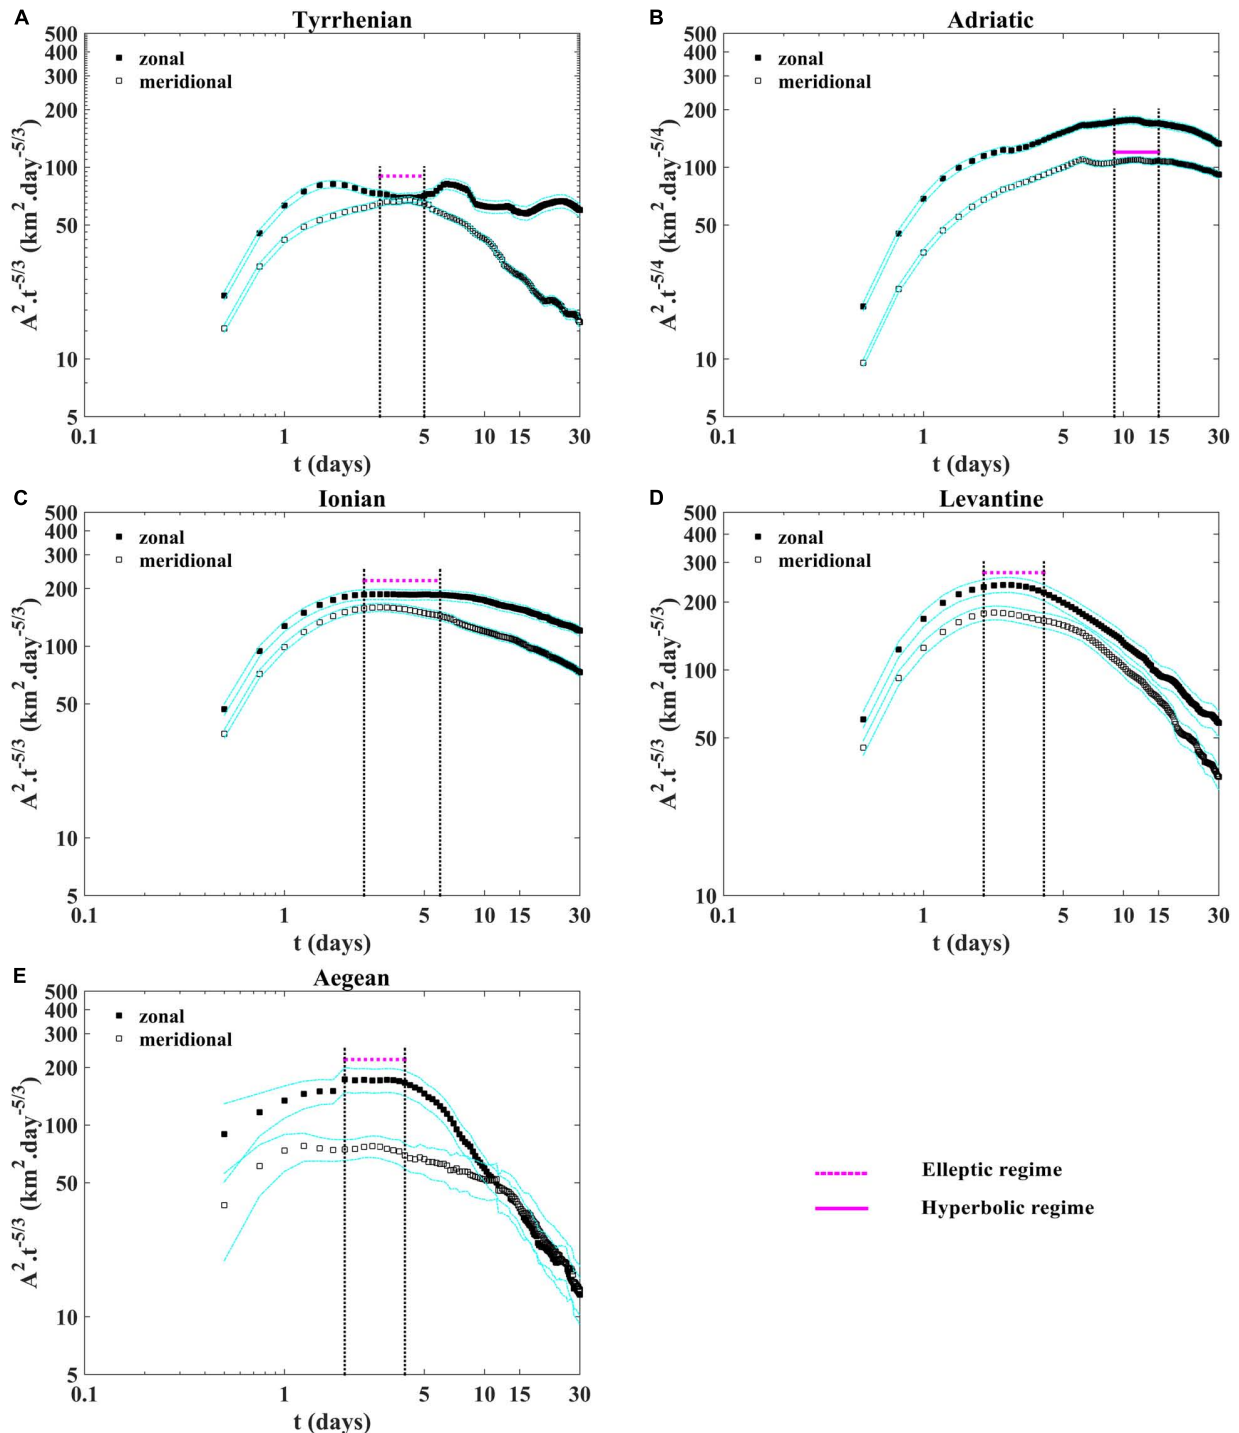 A
Tyrrhenian
zonal
meridional
500
400
300
200
100
50
10
5
A².t⁻⁵/³ (km².day⁻⁵/³)
0.1 1 5 10 15 30
t (days)
B
Adriatic
zonal
meridional
500
400
300
200
100
50
10
5
A².t⁻⁵/⁴ (km².day⁻⁵/⁴)
0.1 1 5 10 15 30
t (days)
C
Ionian
zonal
meridional
500
400
300
200
100
50
10
5
A².t⁻⁵/³ (km².day⁻⁵/³)
0.1 1 5 10 15 30
t (days)
D
Levantine
zonal
meridional
500
300
200
100
50
10
A².t⁻⁵/³ (km².day⁻⁵/³)
0.1 1 5 10 15 30
t (days)
E
Aegean
zonal
meridional
500
400
300
200
100
50
10
5
A².t⁻⁵/³ (km².day⁻⁵/³)
0.1 1 5 10 15 30
t (days)
Elleptic regime
Hyperbolic regime